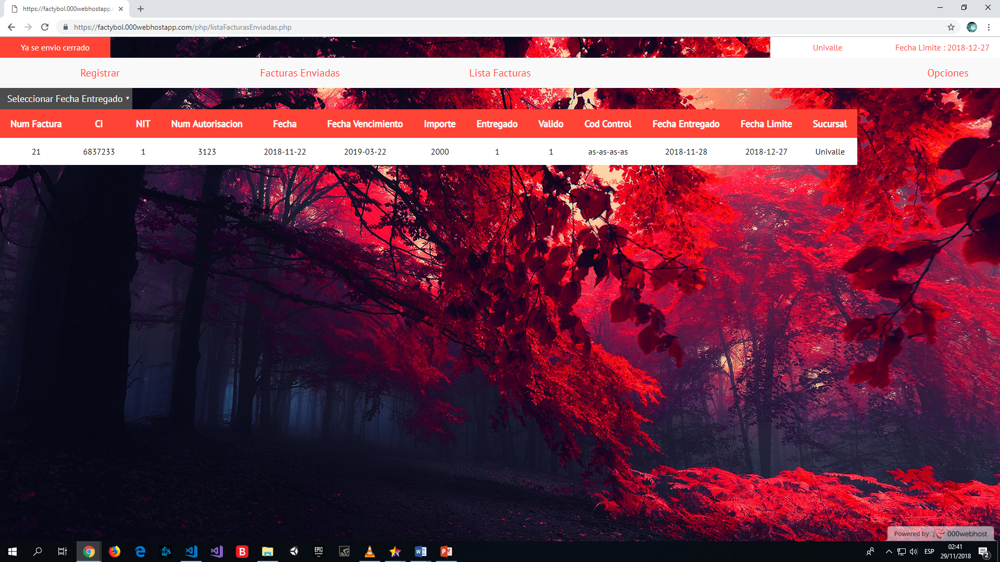 https://factybol.000webhostapp.c
https://factybol.000webhostapp.com/php/listaFacturasEnviadas.php
Ya se envio cerrado
Univalle
Fecha Limite : 2018-12-27
Registrar
Facturas Enviadas
Lista Facturas
Opciones
Seleccionar Fecha Entregado
Num Factura Ci NIT Num Autorisacion Fecha Fecha Vencimiento Importe Entregado Valido Cod Control Fecha Entregado Fecha Limite Sucursal
21 6837233 1 3123 2018-11-22 2019-03-22 2000 1 1 as-as-as-as 2018-11-28 2018-12-27 Univalle
Powered by 000webhost
EPIC
GAMES
ESP
02:41
29/11/2018
2